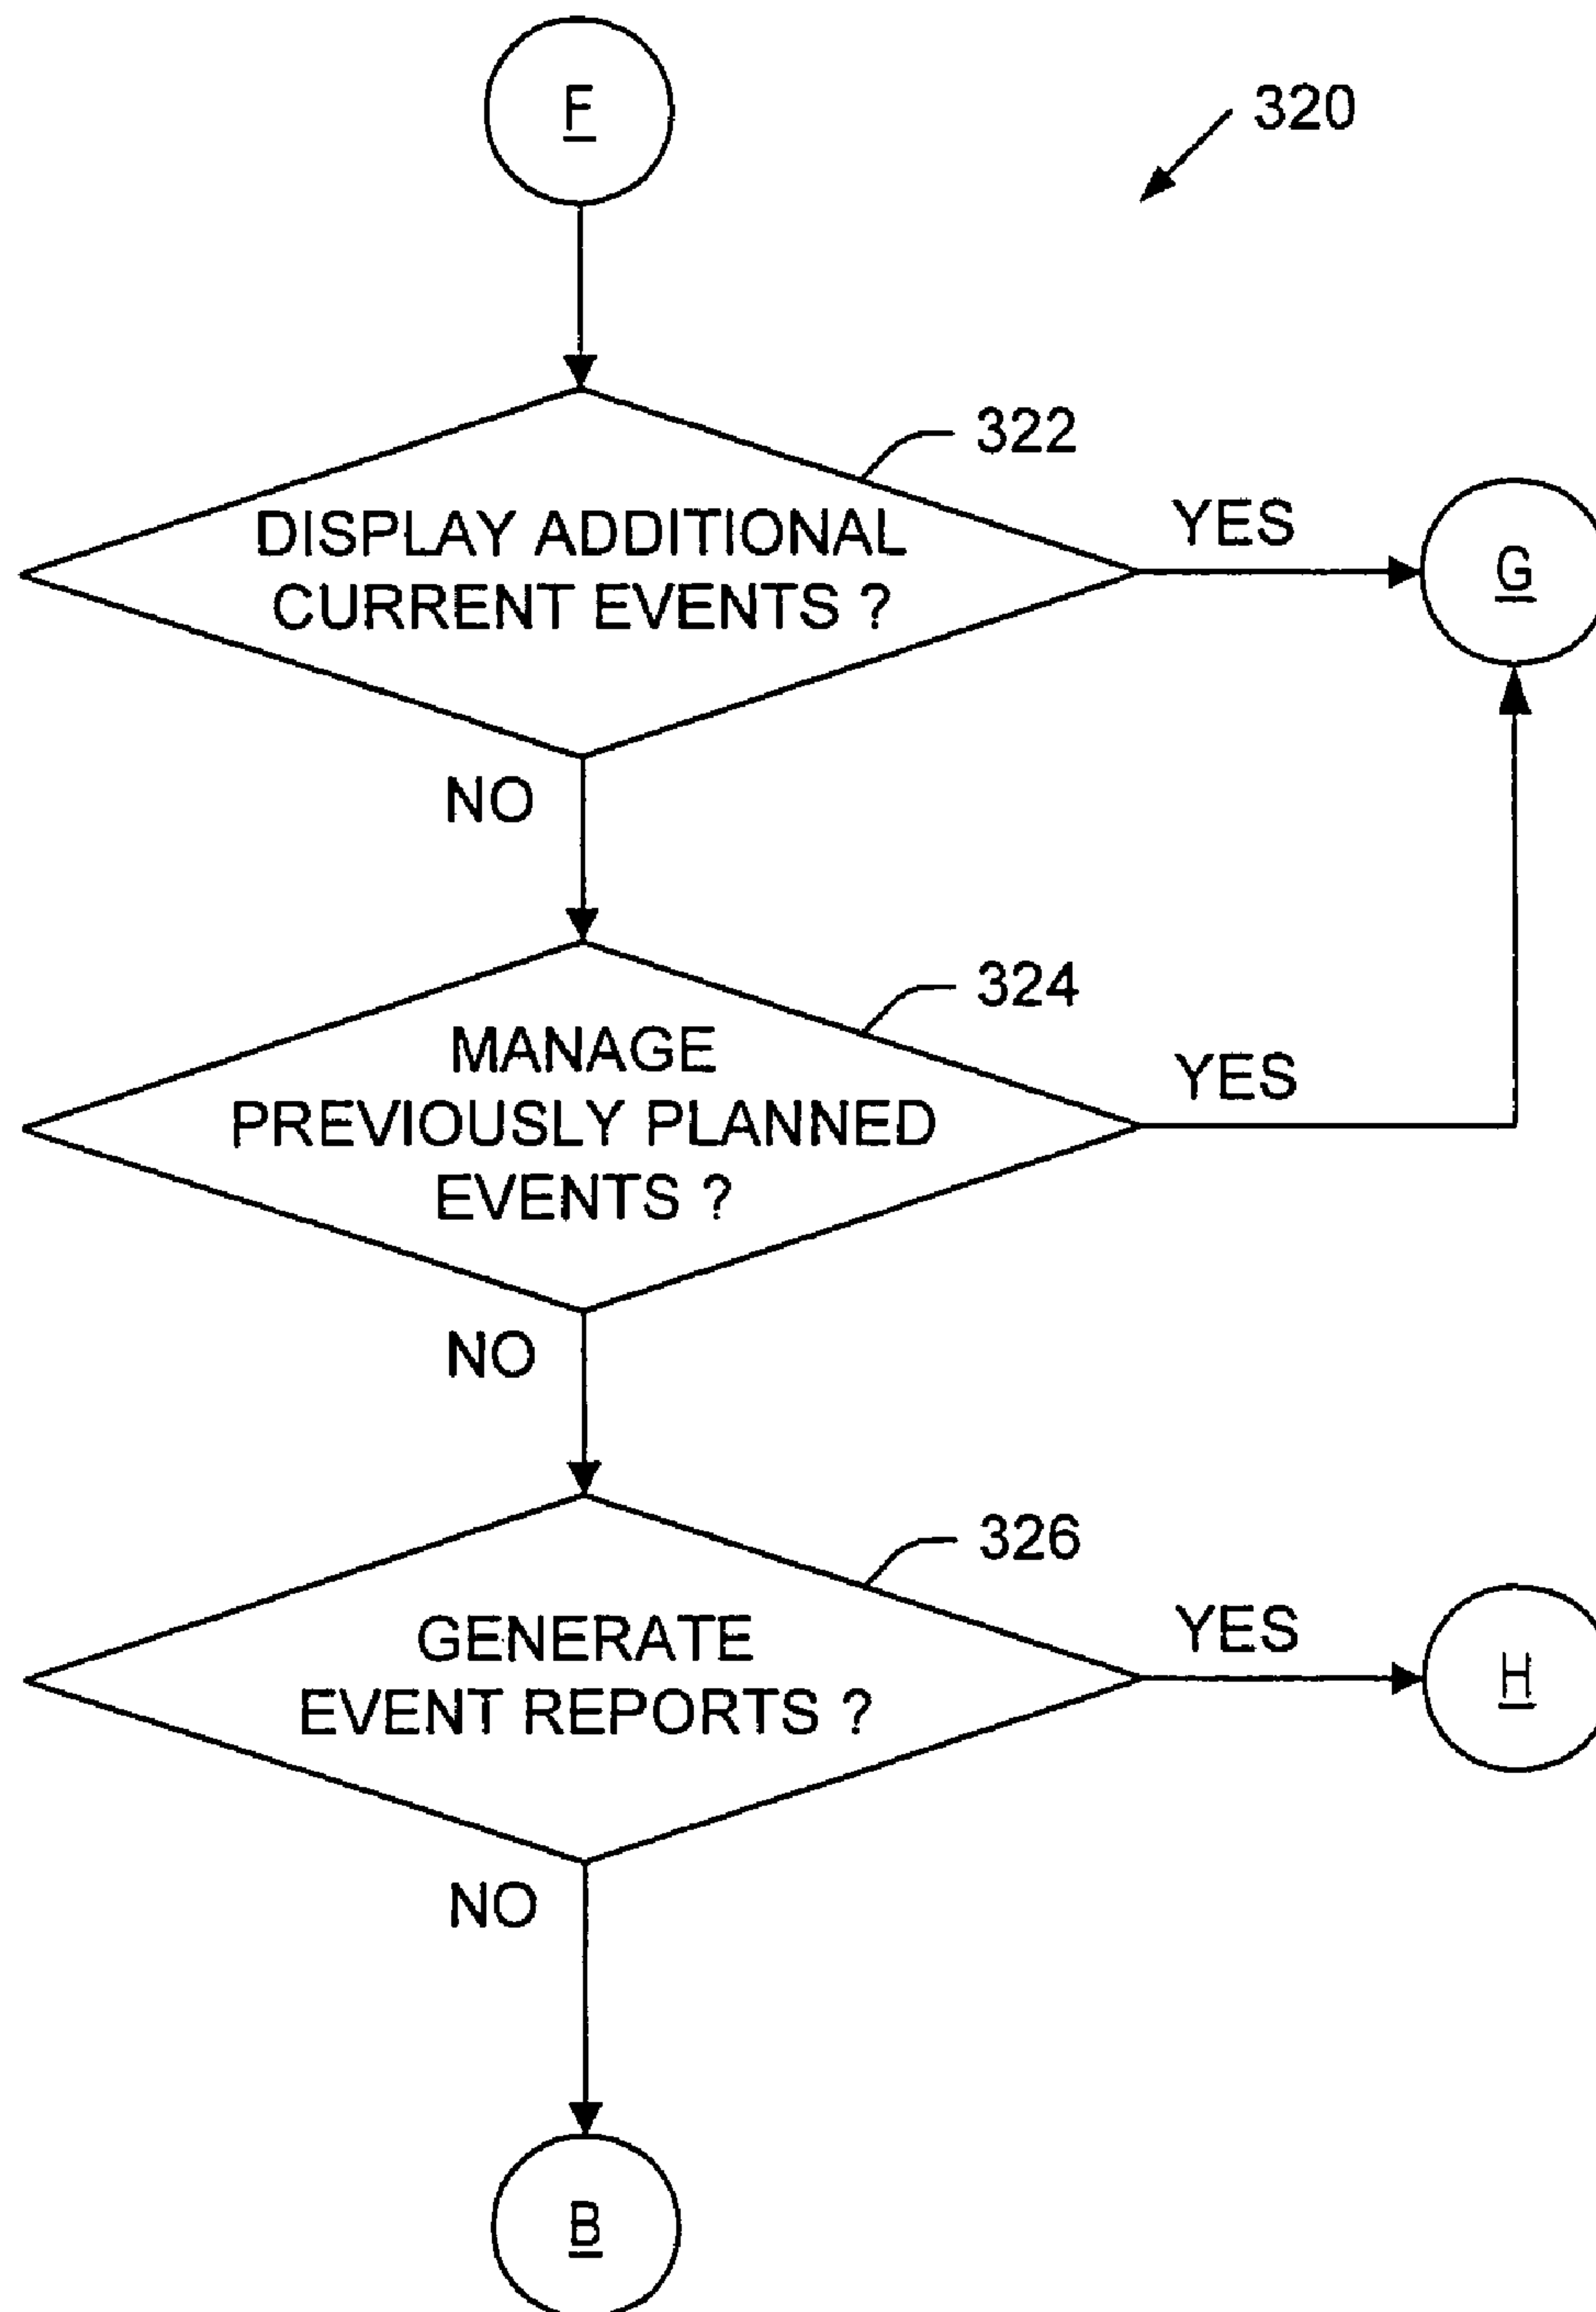 F
320
322
DISPLAY ADDITIONAL
CURRENT EVENTS ?
YES
G
NO
324
MANAGE
PREVIOUSLY PLANNED
EVENTS ?
YES
NO
326
GENERATE
EVENT REPORTS ?
YES
H
NO
B